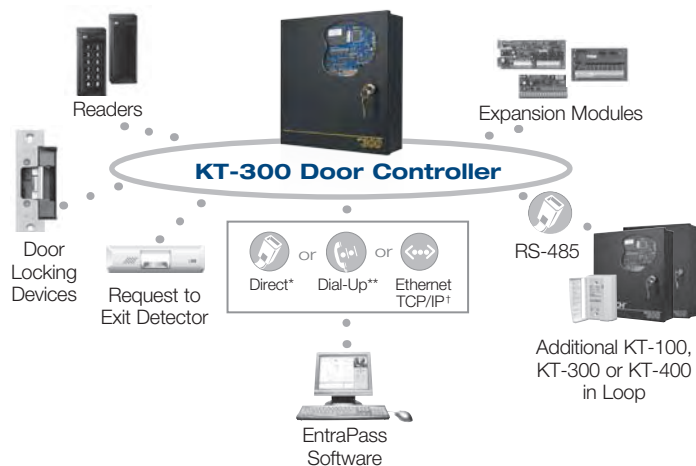 Readers
Expansion Modules
KT-300 Door Controller
Door
Locking
Devices
Request to
Exit Detector
or
or
Direct*
Dial-Up**
Ethernet
TCP/IP†
RS-485
Additional KT-100,
KT-300 or KT-400
in Loop
EntraPass
Software